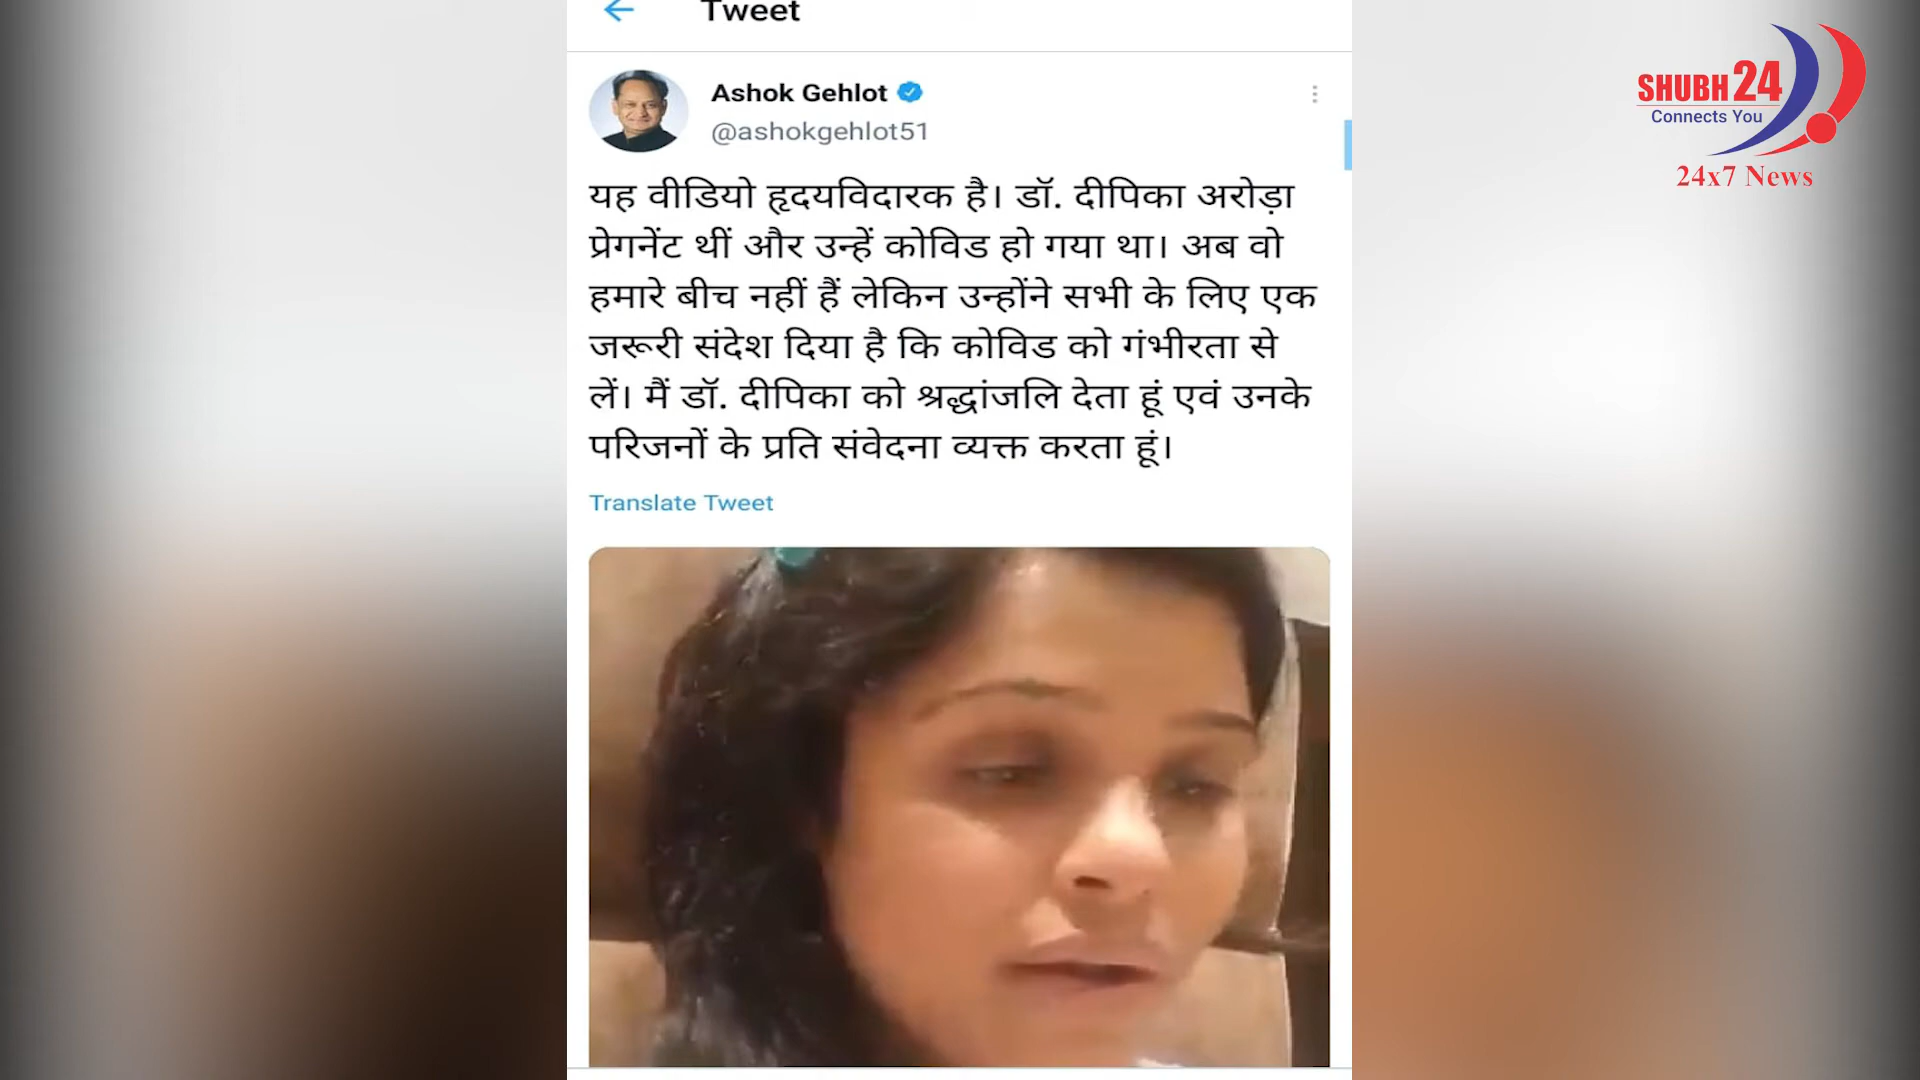 Tweet
Ashok Gehlot
@ashokgehlot51
यह वीडियो हृदयविदारक है। डॉ. दीपिका अरोड़ा
प्रेगनेंट थीं और उन्हें कोविड हो गया था। अब वो
हमारे बीच नहीं हैं लेकिन उन्होंने सभी के लिए एक
जरूरी संदेश दिया है कि कोविड को गंभीरता से
लें। मैं डॉ. दीपिका को श्रद्धांजलि देता हूं एवं उनके
परिजनों के प्रति संवेदना व्यक्त करता हूं।
Translate Tweet
SHUBH 24
Connects You
24x7 News